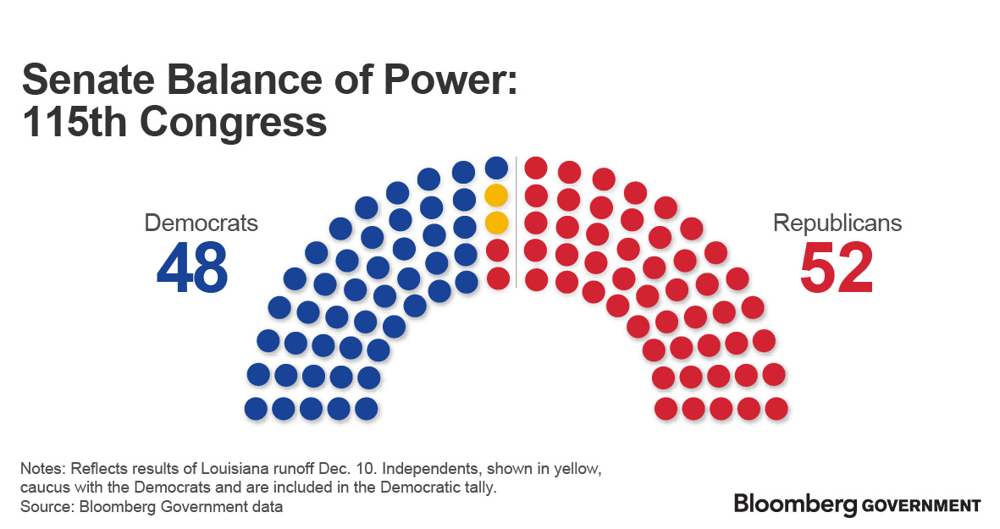 Senate Balance of Power:
115th Congress
Democrats
48
Republicans
52
Notes: Reflects results of Louisiana runoff Dec. 10. Independents, shown in yellow,
caucus with the Democrats and are included in the Democratic tally.
Source: Bloomberg Government data
Bloomberg GOVERNMENT